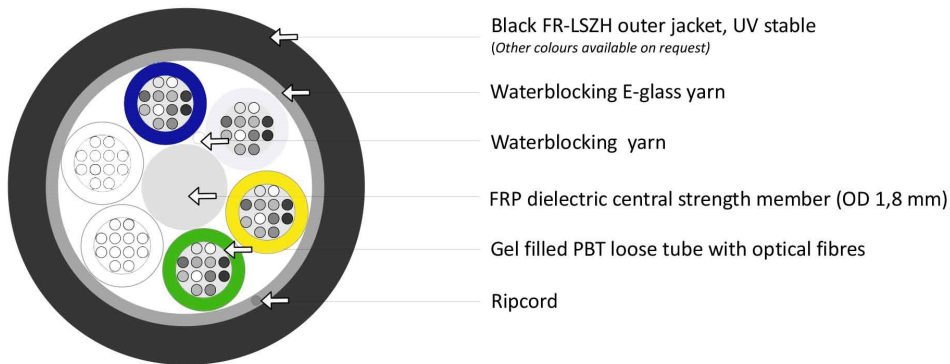 Black FR-LSZH outer jacket, UV stable
(Other colours available on request)
Waterblocking E-glass yarn
Waterblocking yarn
FRP dielectric central strength member (OD 1,8 mm)
Gel filled PBT loose tube with optical fibres
Ripcord